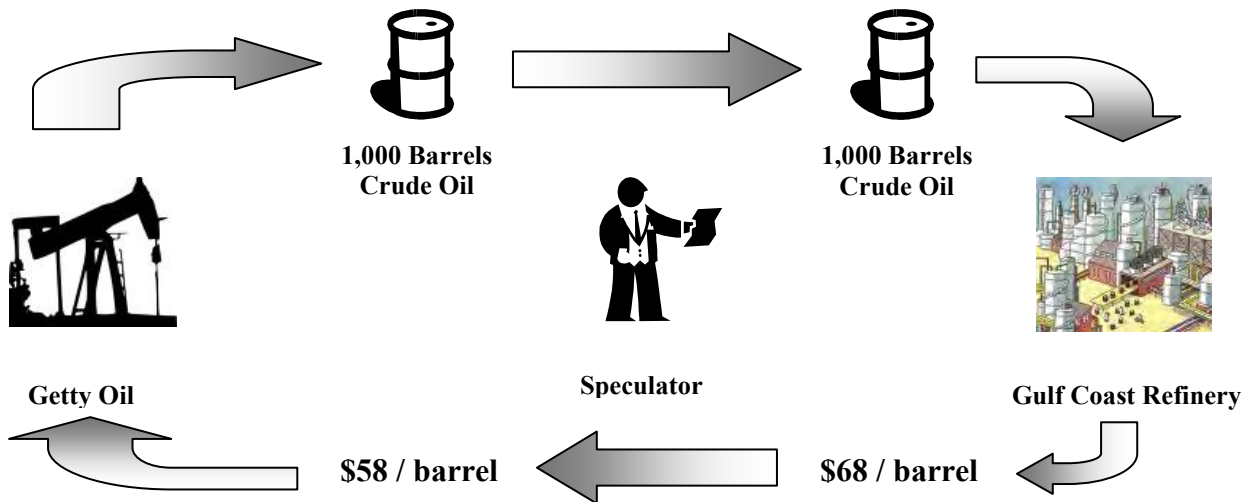 1,000 Barrels
Crude Oil
1,000 Barrels
Crude Oil
Getty Oil
Speculator
Gulf Coast Refinery
$58 / barrel
$68 / barrel